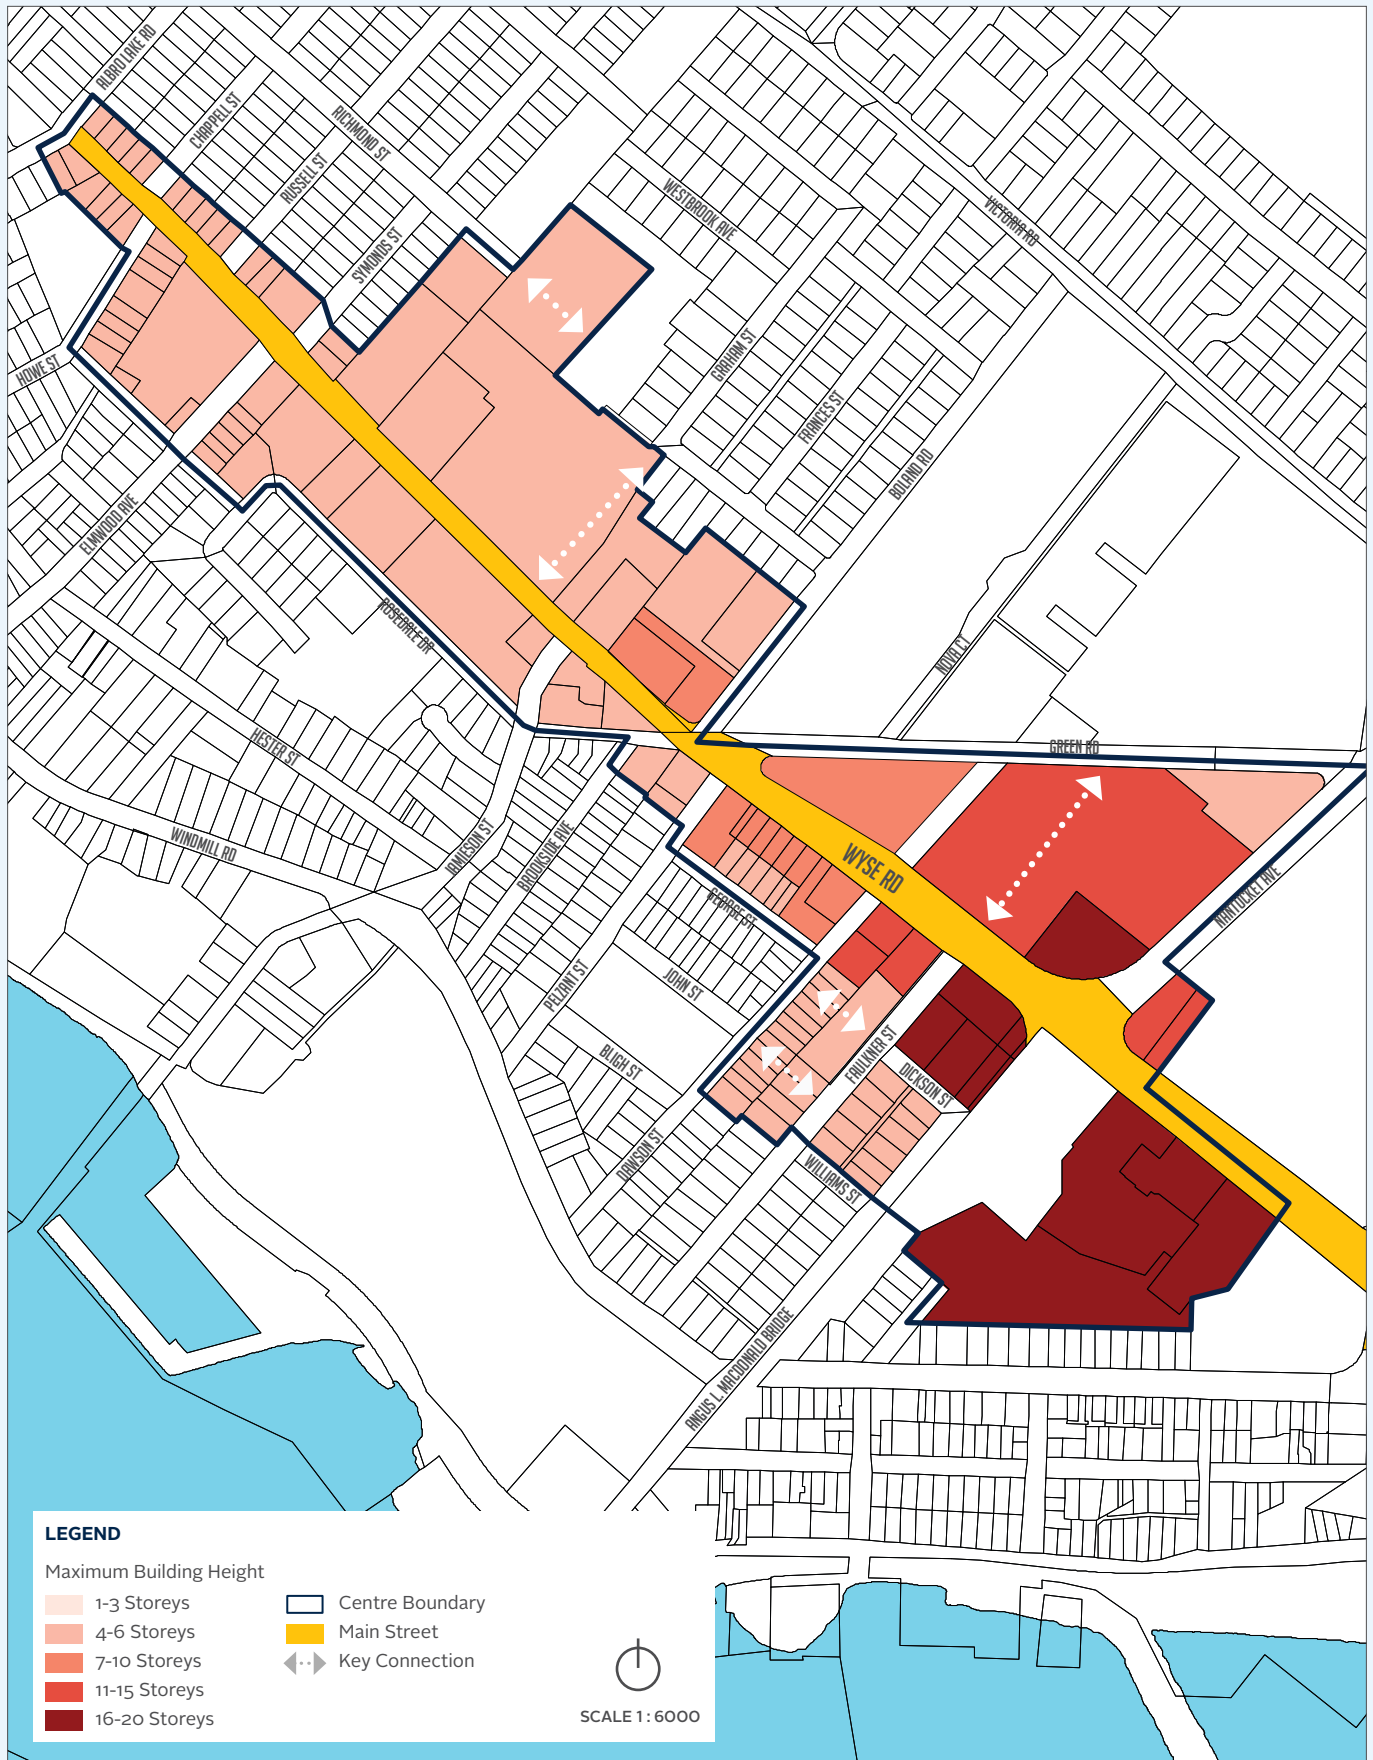 ALBRO LAKE RD
CHAPPELL ST
RICHMOND ST
RUSSELL ST
WESTBROOK AVE
VICTORIA RD
SYMONDS ST
HOWE ST
GRAHAM ST
FRANCES ST
BOLAND RD
ELMWOOD AVE
ROSEDALE DR
NOVA CT
HESTER ST
GREEN RD
WINDMILL RD
JAMIESON ST
BROOKSIDE AVE
WYSE RD
GEORGE ST
NANTUCKET AVE
PELZANT ST
JOHN ST
BLIGH ST
FAULKNER ST
DICKSON ST
DAWSON ST
WILLIAMS ST
ANGUS L. MACDONALD BRIDGE
LEGEND
Maximum Building Height
1-3 Storeys
4-6 Storeys
7-10 Storeys
11-15 Storeys
16-20 Storeys
Centre Boundary
Main Street
Key Connection
SCALE 1 : 6000